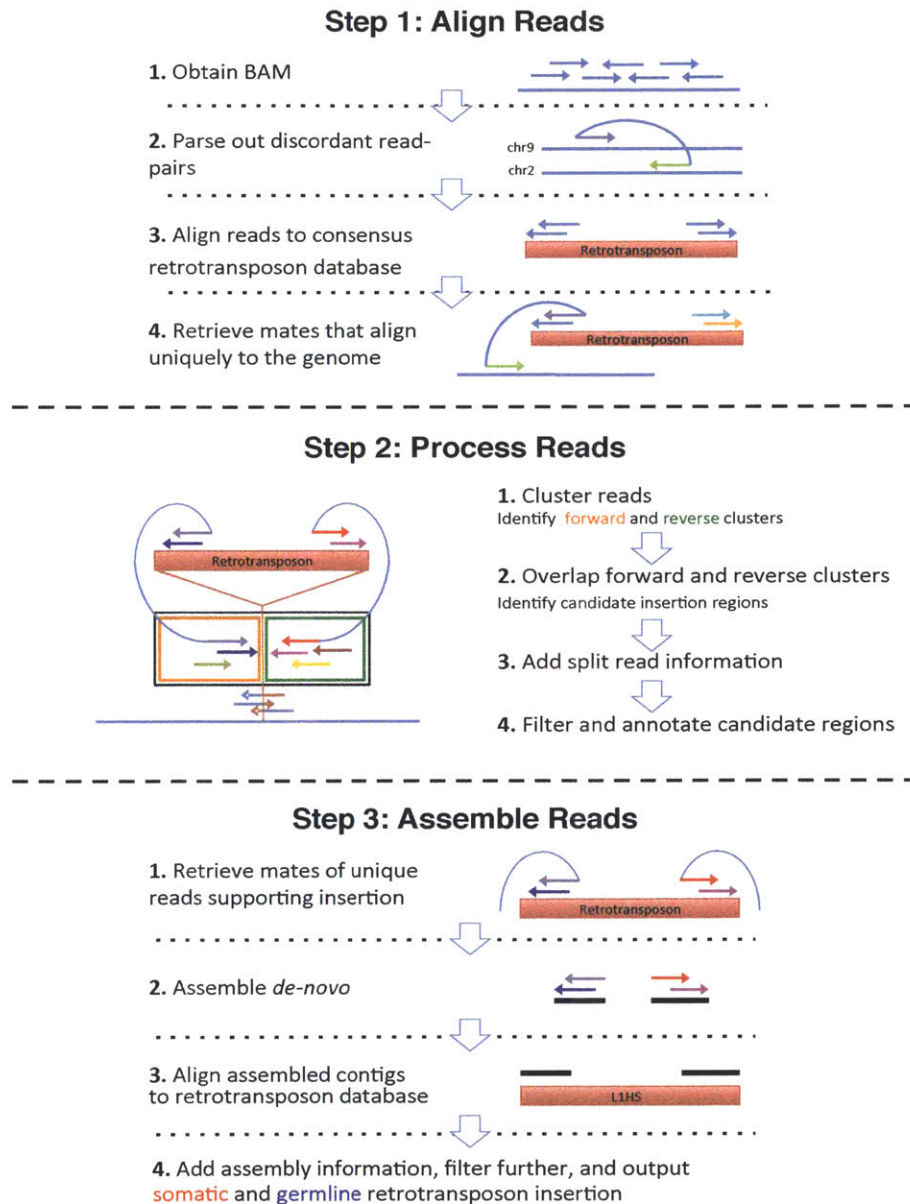 Step 1: Align Reads
1. Obtain BAM
2. Parse out discordant read-
pairs
chr9
chr2
3. Align reads to consensus
retrotransposon database
Retrotransposon
4. Retrieve mates that align
uniquely to the genome
Retrotransposon
Step 2: Process Reads
Retrotransposon
1. Cluster reads
Identify forward and reverse clusters
2. Overlap forward and reverse clusters
Identify candidate insertion regions
3. Add split read information
4. Filter and annotate candidate regions
Step 3: Assemble Reads
1. Retrieve mates of unique
reads supporting insertion
Retrotransposon
2. Assemble de-novo
3. Align assembled contigs
to retrotransposon database
L1HS
4. Add assembly information, filter further, and output
somatic and germline retrotransposon insertion